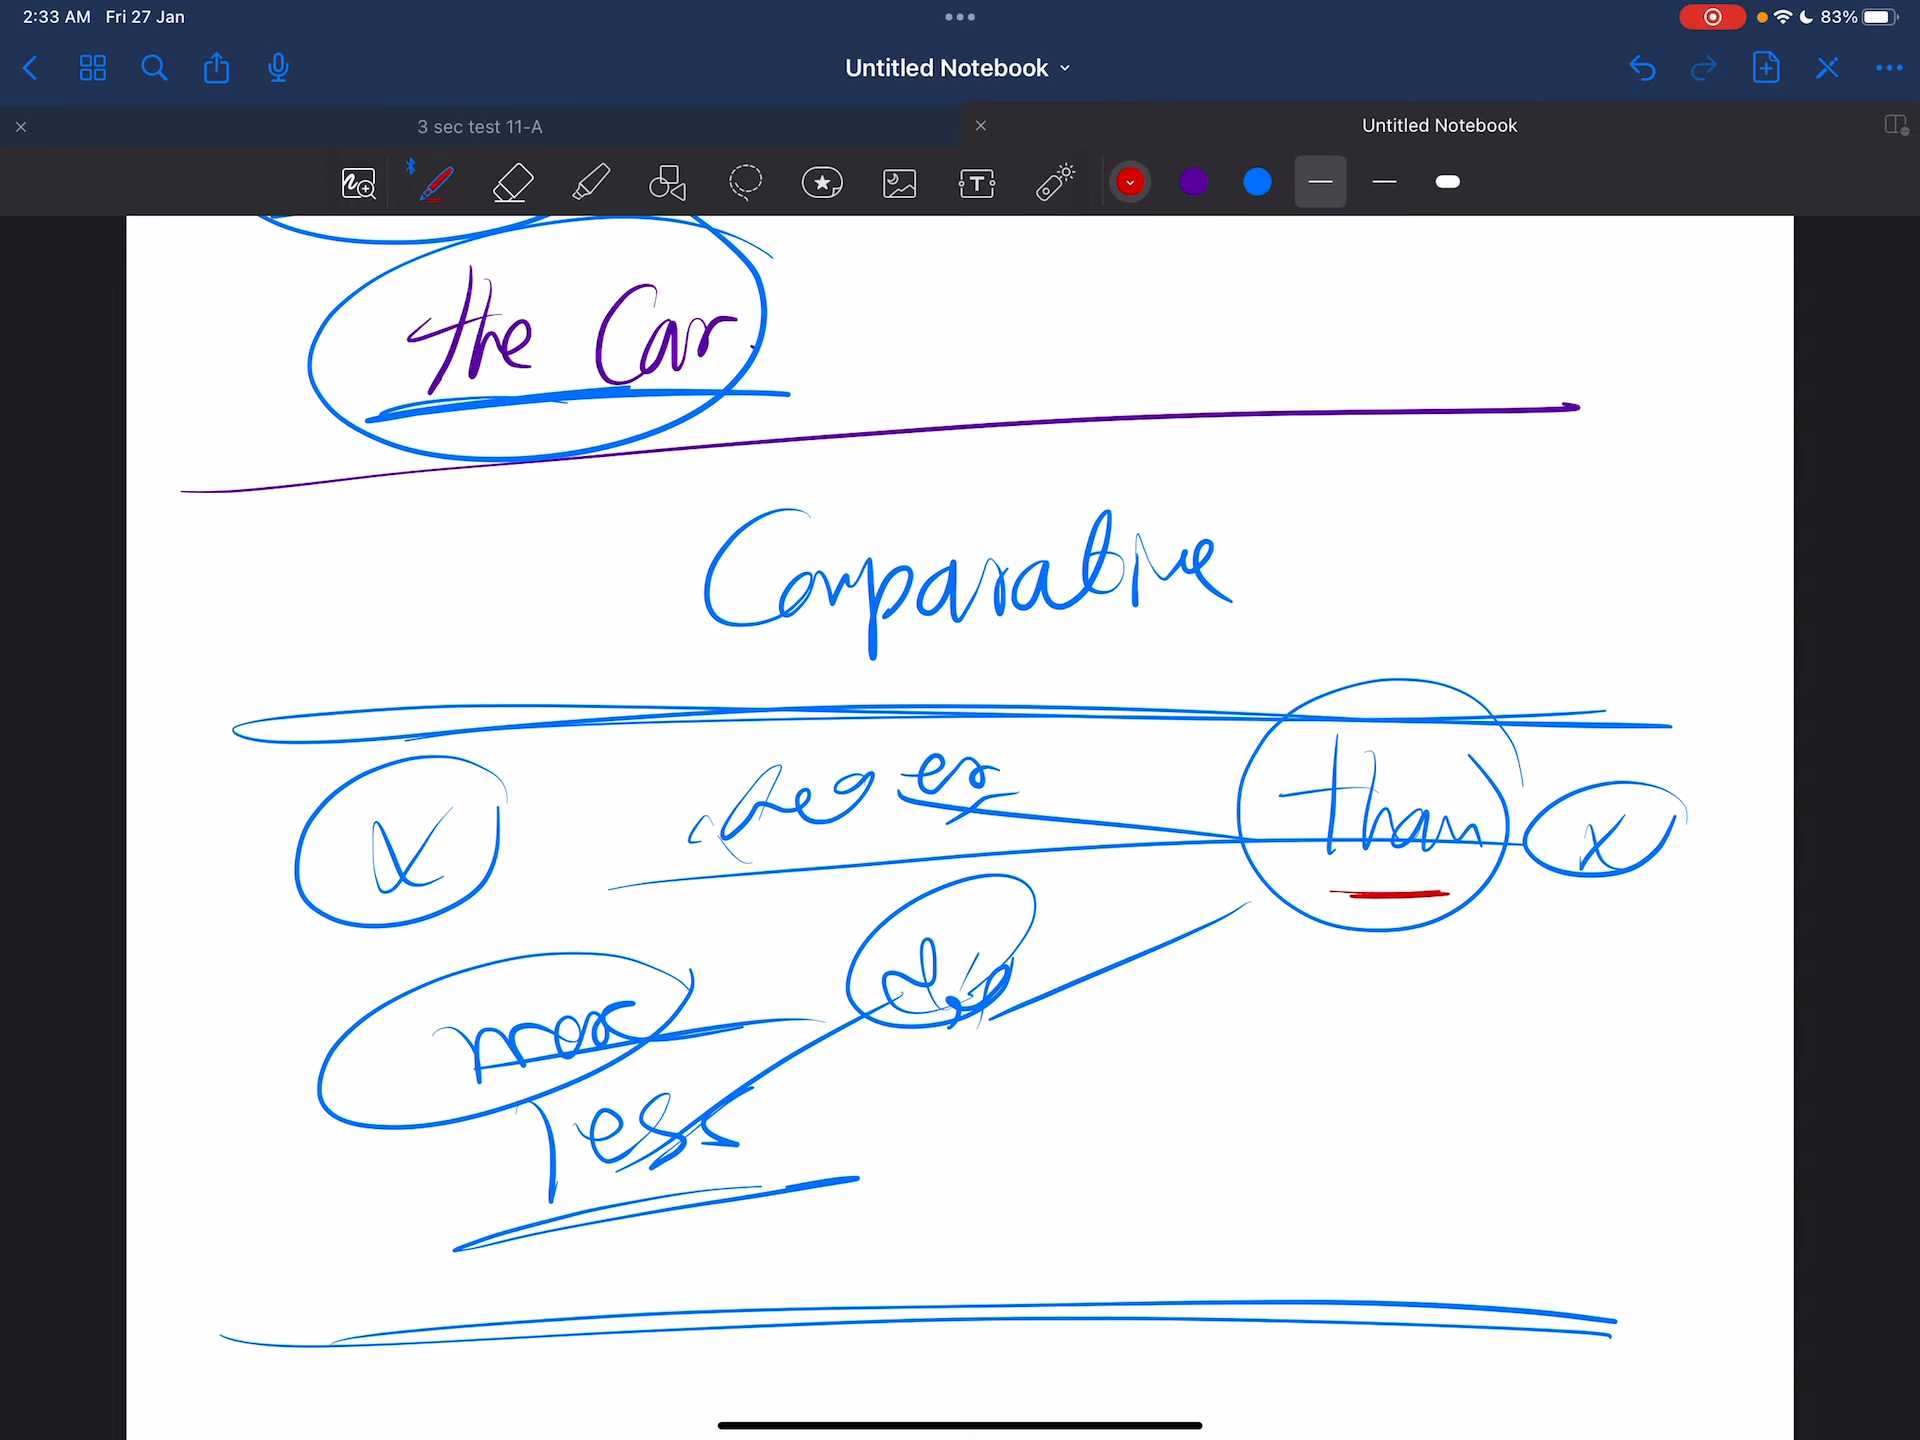 2:33 AM Fri 27 Jan
83%
Untitled Notebook
3 sec test 11-A
Untitled Notebook
T
the Car
Comparative
er than x
more
less